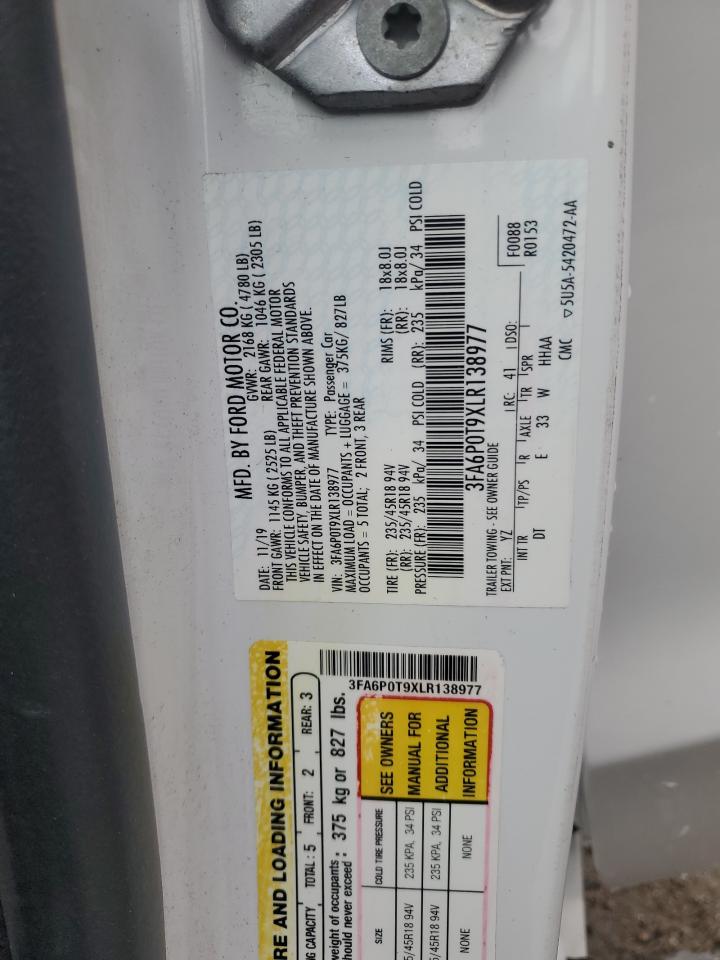 MFD. BY FORD MOTOR CO.
DATE: 11/19 GVWR: 2168 KG ( 4780 LB)
FRONT GAWR: 1145 KG ( 2525 LB) REAR GAWR: 1046 KG ( 2305 LB)
THIS VEHICLE CONFORMS TO ALL APPLICABLE FEDERAL MOTOR
VEHICLE SAFETY, BUMPER, AND THEFT PREVENTION STANDARDS
IN EFFECT ON THE DATE OF MANUFACTURE SHOWN ABOVE.
VIN: 3FA6P0T9XLR138977 TYPE: Passenger Car
MAXIMUM LOAD = OCCUPANTS + LUGGAGE = 375KG/ 827LB
OCCUPANTS = 5 TOTAL; 2 FRONT, 3 REAR
TIRE (FR): 235/45R18 94V RIMS (FR): 18x8.0J
(RR): 235/45R18 94V (RR): 18x8.0J
PRESSURE (FR): 235 kPa/ 34 PSI COLD (RR): 235 kPa/ 34 PSI COLD
3FA6P0T9XLR138977
TRAILER TOWING - SEE OWNER GUIDE
EXT PNT: YZ RC: 41 DSO: F0088
R0153
INT TR TP/PS R AXLE TR SPR
DT E 33 W HHAA
CMC ▽5U5A-5420472-AA
RE AND LOADING INFORMATION
NG CAPACITY TOTAL : 5 FRONT: 2 REAR: 3
weight of occupants : 375 kg or 827 lbs.
hould never exceed :
3FA6P0T9XLR138977
SIZE COLD TIRE PRESSURE
5/45R18 94V 235 KPA, 34 PSI
5/45R18 94V 235 KPA, 34 PSI
NONE NONE
SEE OWNERS
MANUAL FOR
ADDITIONAL
INFORMATION